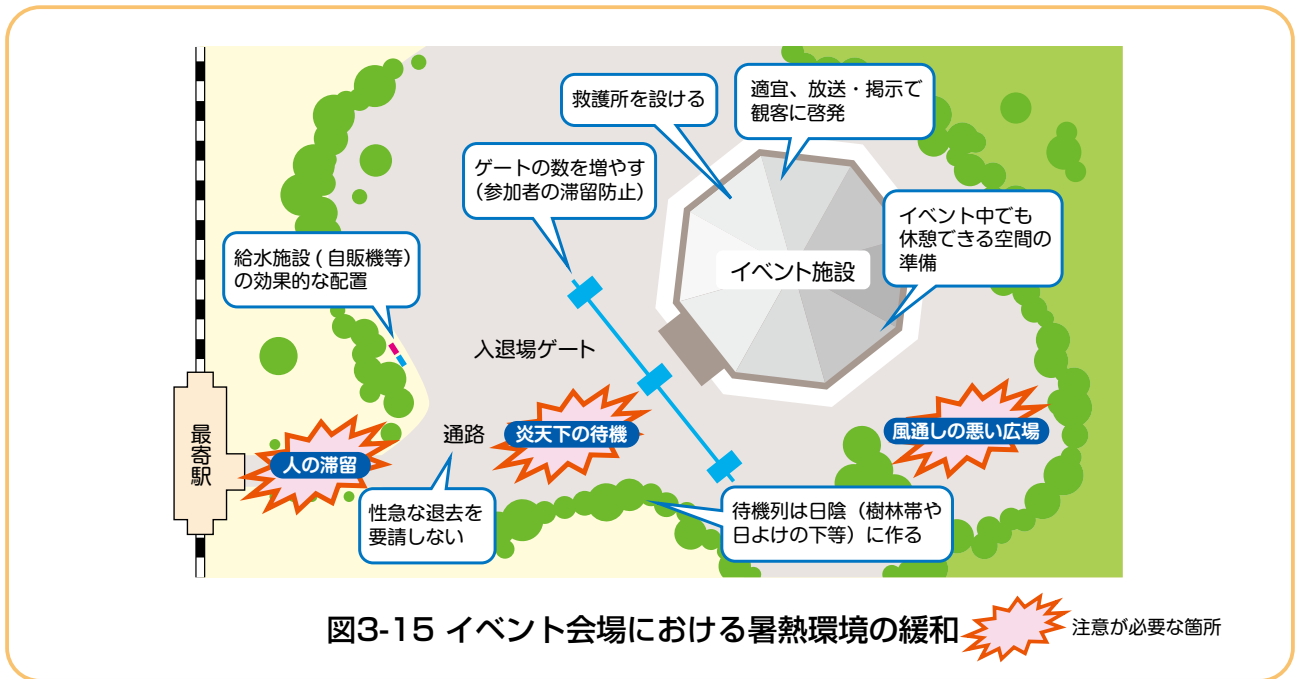 救護所を設ける
適宜、放送・掲示で
観客に啓発
ゲートの数を増やす
（参加者の滞留防止）
イベント中でも
休憩できる空間の
準備
給水施設（自販機等）
の効果的な配置
イベント施設
入退場ゲート
最寄駅
人の滞留
通路
炎天下の待機
風通しの悪い広場
性急な退去を
要請しない
待機列は日陰（樹林帯や
日よけの下等）に作る
図3-15 イベント会場における暑熱環境の緩和
注意が必要な箇所